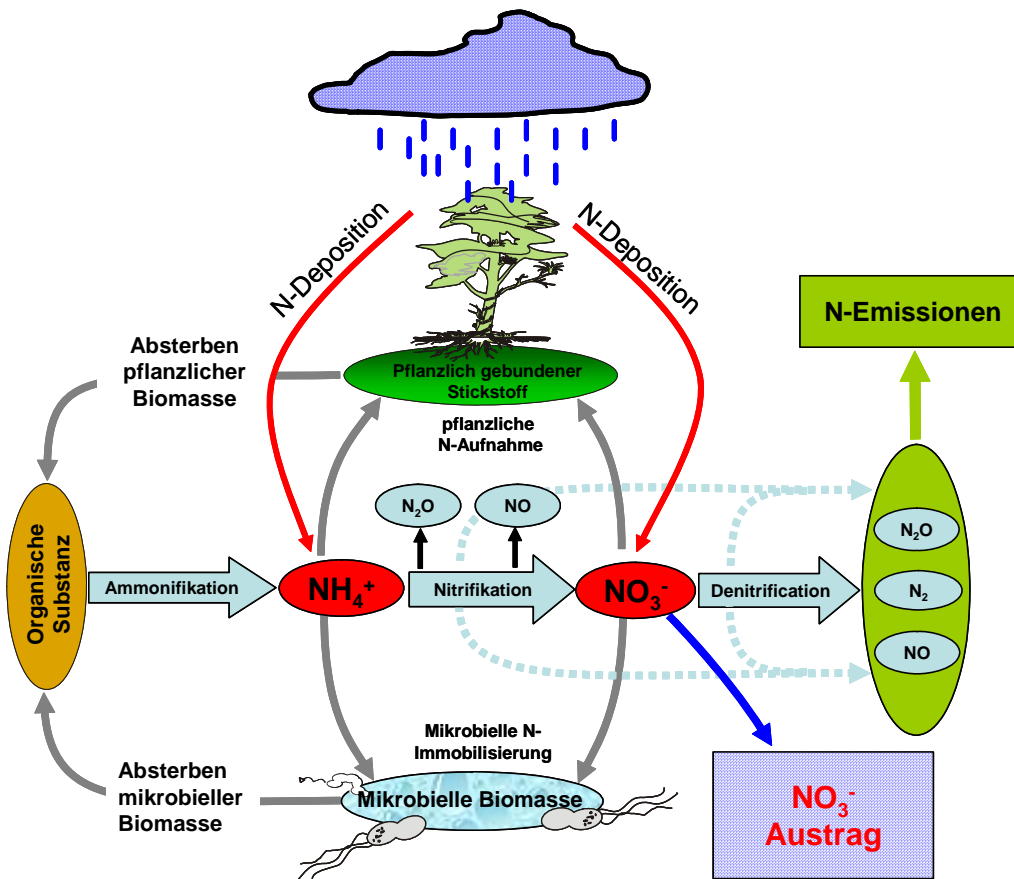 N-Deposition
N-Deposition
N-Emissionen
Absterben
pflanzlicher
Biomasse
Pflanzlich gebundener
Stickstoff
pflanzliche
N-Aufnahme
N₂O
NO
Organische
Substanz
Ammonifikation
NH₄⁺
Nitrifikation
NO₃⁻
Denitrification
N₂O
N₂
NO
Mikrobielle N-
Immobilisierung
Absterben
mikrobieller
Biomasse
Mikrobielle Biomasse
NO₃⁻
Austrag